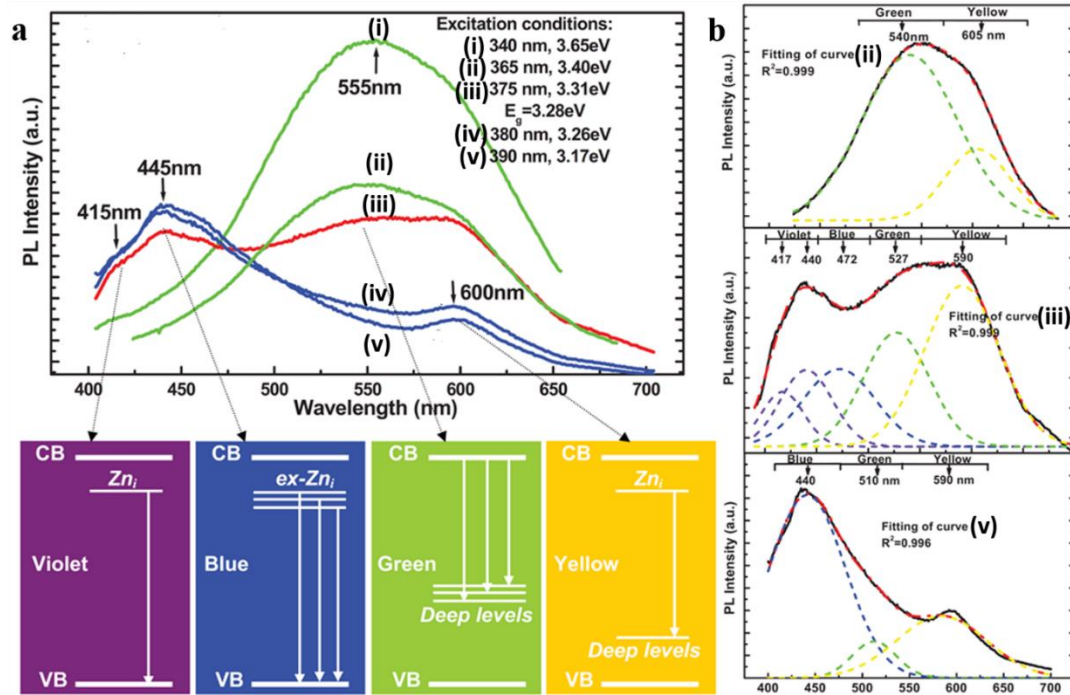 a
(i)
Excitation conditions:
(i) 340 nm, 3.65eV
(ii) 365 nm, 3.40eV
(iii) 375 nm, 3.31eV
E_g=3.28eV
(iv) 380 nm, 3.26eV
(v) 390 nm, 3.17eV
555nm
445nm
415nm
(ii)
(iii)
600nm
(iv)
(v)
PL Intensity (a.u.)
400 450 500 550 600 650 700
Wavelength (nm)
CB
Zn_i
Violet
VB
CB
ex-Zn_i
Blue
VB
CB
Green
Deep levels
VB
CB
Zn_i
Yellow
Deep levels
VB
b
Green Yellow
540nm 605 nm
Fitting of curve (ii)
R²=0.999
PL Intensity (a.u.)
Violet Blue Green Yellow
417 440 472 527 590
Fitting of curve (iii)
R²=0.999
PL Intensity (a.u.)
Blue Green Yellow
440 510 nm 590 nm
Fitting of curve (v)
R²=0.996
PL Intensity (a.u.)
400 450 500 550 600 650 700